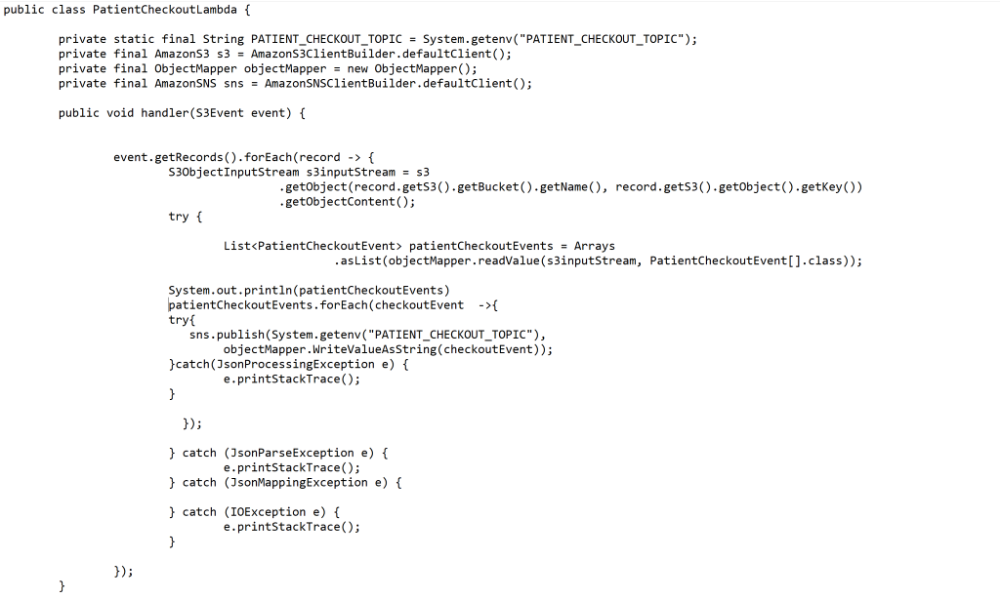 public class PatientCheckoutLambda {
private static final String PATIENT_CHECKOUT_TOPIC = System.getenv("PATIENT_CHECKOUT_TOPIC");
private final AmazonS3 s3 = AmazonS3ClientBuilder.defaultClient();
private final ObjectMapper objectMapper = new ObjectMapper();
private final AmazonSNS sns = AmazonSNSClientBuilder.defaultClient();
public void handler(S3Event event) {
event.getRecords().forEach(record -> {
S3ObjectInputStream s3inputStream = s3
.getObject(record.getS3().getBucket().getName(), record.getS3().getObject().getKey())
.getObjectContent();
try {
List<PatientCheckoutEvent> patientCheckoutEvents = Arrays
.asList(objectMapper.readValue(s3inputStream, PatientCheckoutEvent[].class));
System.out.println(patientCheckoutEvents)
patientCheckoutEvents.forEach(checkoutEvent  ->{
try{
sns.publish(System.getenv("PATIENT_CHECKOUT_TOPIC"),
objectMapper.WriteValueAsString(checkoutEvent));
}catch(JsonProcessingException e) {
e.printStackTrace();
}
});
} catch (JsonParseException e) {
e.printStackTrace();
} catch (JsonMappingException e) {
} catch (IOException e) {
e.printStackTrace();
}
});
}